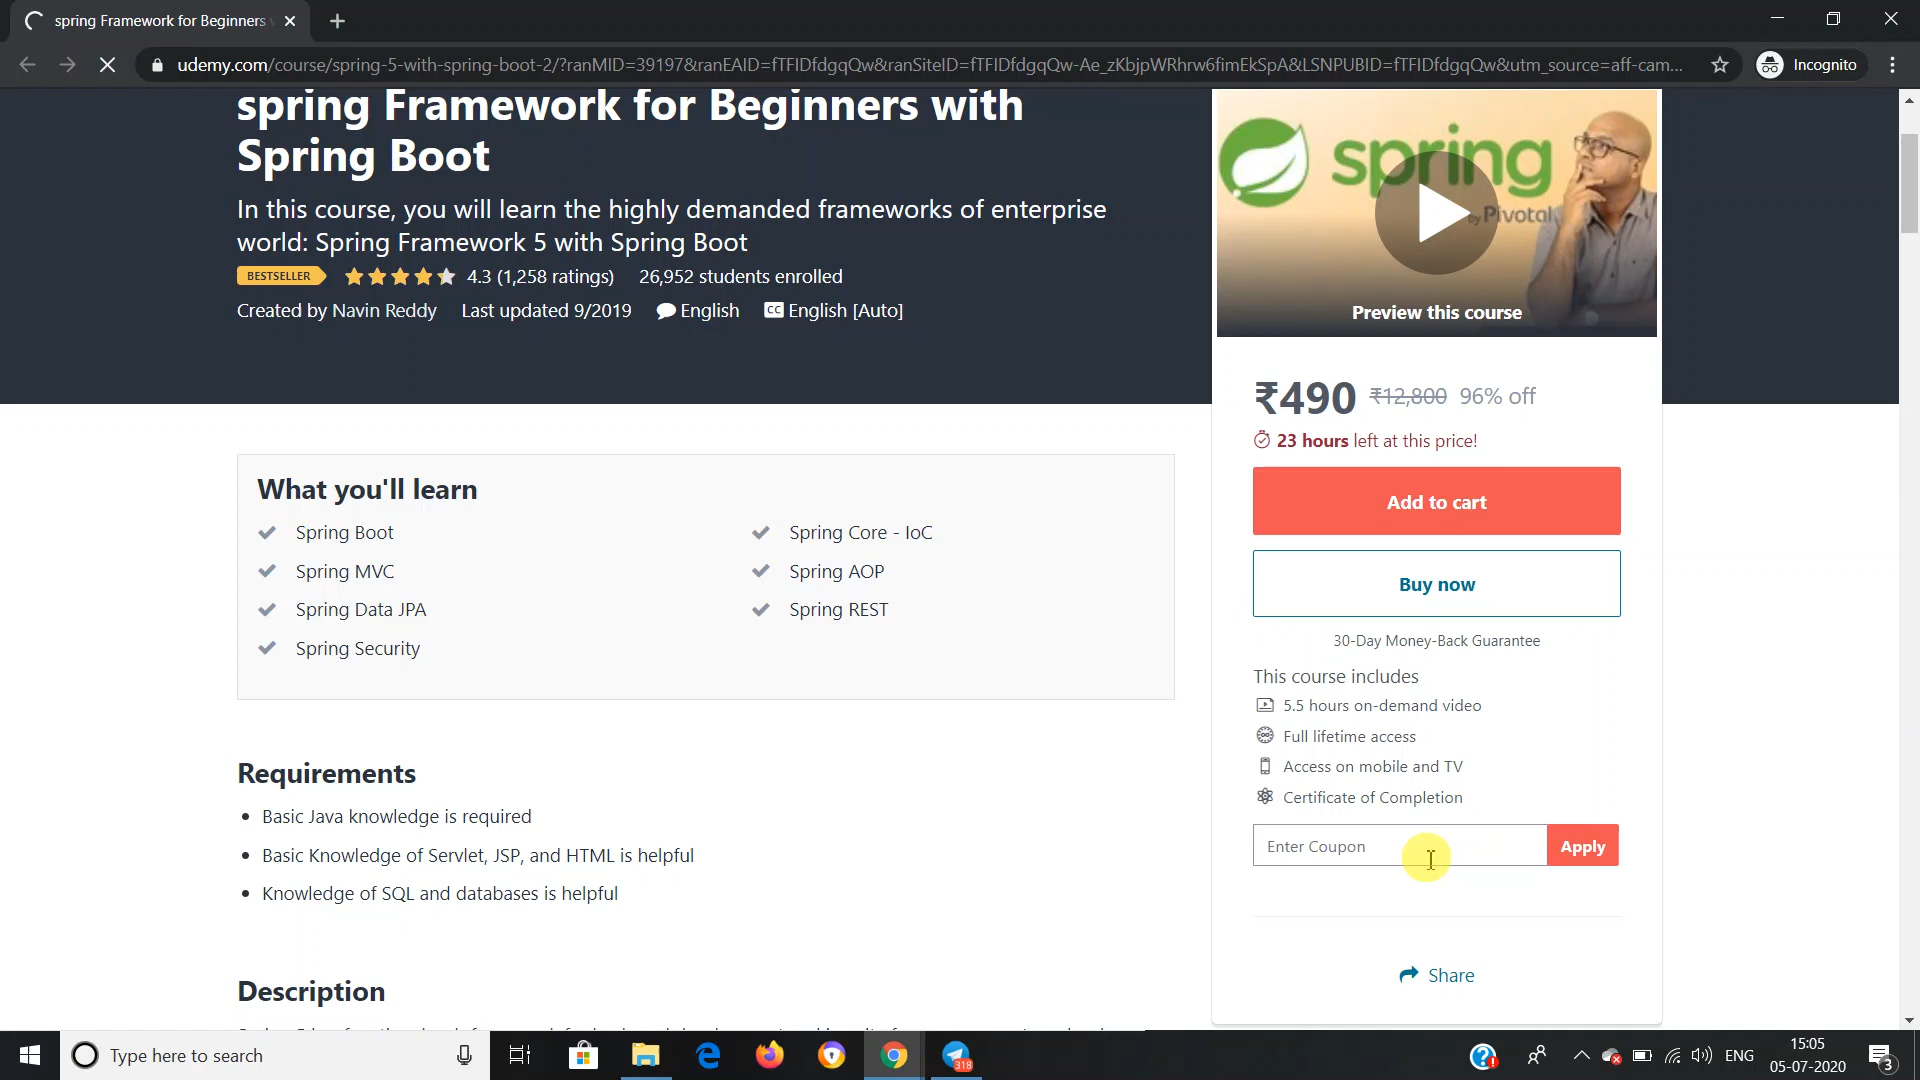 spring Framework for Beginners
udemy.com/course/spring-5-with-spring-boot-2/?ranMID=39197&ranEAID=fTFIDfdgqQw&ranSiteID=fTFIDfdgqQw-Ae_zKbjpWRhrw6fimEkSpA&LSNPUBID=fTFIDfdgqQw&utm_source=aff-cam...
Incognito
spring Framework for Beginners with
Spring Boot
In this course, you will learn the highly demanded frameworks of enterprise
world: Spring Framework 5 with Spring Boot
BESTSELLER 4.3 (1,258 ratings) 26,952 students enrolled
Created by Navin Reddy Last updated 9/2019 English CC English [Auto]
spring
by Pivotal
Preview this course
₹490 ₹12,800 96% off
23 hours left at this price!
Add to cart
Buy now
30-Day Money-Back Guarantee
This course includes
5.5 hours on-demand video
Full lifetime access
Access on mobile and TV
Certificate of Completion
Enter Coupon Apply
Share
What you'll learn
Spring Boot
Spring Core - IoC
Spring MVC
Spring AOP
Spring Data JPA
Spring REST
Spring Security
Requirements
Basic Java knowledge is required
Basic Knowledge of Servlet, JSP, and HTML is helpful
Knowledge of SQL and databases is helpful
Description
Type here to search
318
ENG
15:05
05-07-2020
3